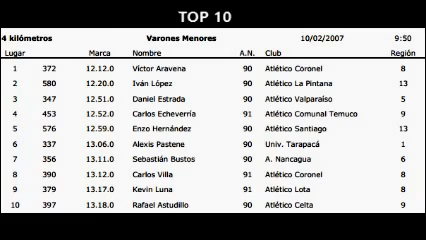 TOP 10
4 kilómetros Varones Menores 10/02/2007 9:50
Lugar Marca Nombre A.N. Club Región
1 372 12.12.0 Víctor Aravena 90 Atlético Coronel 8
2 580 12.20.0 Iván López 90 Atlético La Pintana 13
3 347 12.51.0 Daniel Estrada 90 Atlético Valparaíso 5
4 453 12.52.0 Carlos Echeverría 91 Atlético Comunal Temuco 9
5 576 12.59.0 Enzo Hernández 90 Atlético Santiago 13
6 337 13.06.0 Alexis Pastene 90 Univ. Tarapacá 1
7 356 13.11.0 Sebastián Bustos 90 A. Nancagua 6
8 390 13.12.0 Carlos Villa 91 Atlético Coronel 8
9 379 13.17.0 Kevin Luna 91 Atlético Lota 8
10 397 13.18.0 Rafael Astudillo 90 Atlético Celta 9